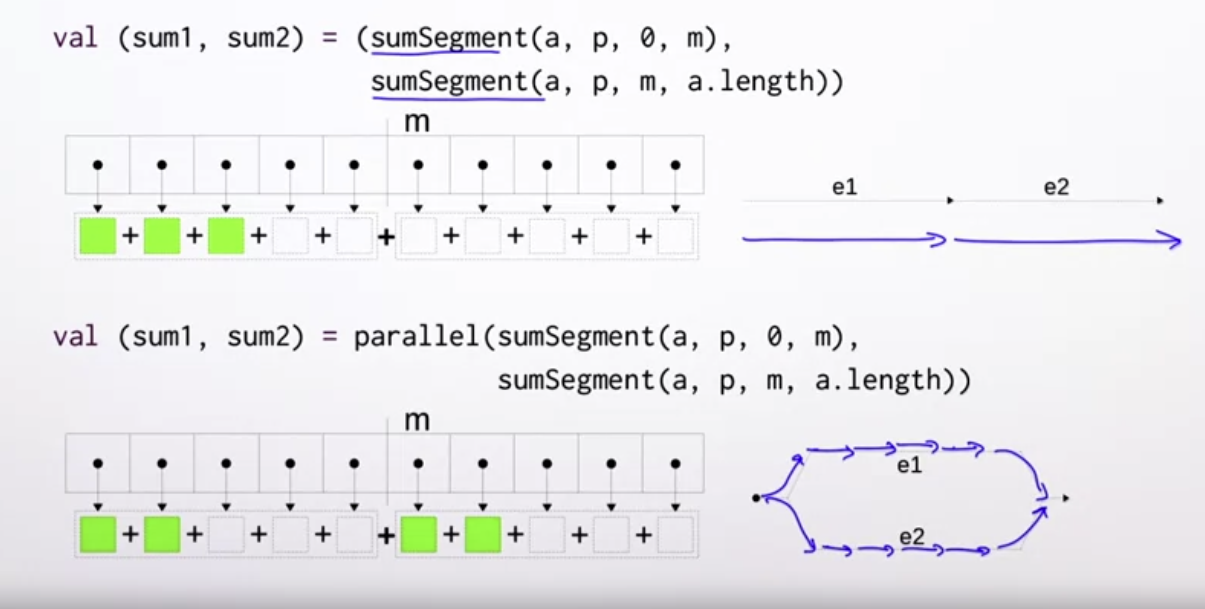 val (sum1, sum2) = (sumSegment(a, p, 0, m),
sumSegment(a, p, m, a.length))
m
e1 e2
+ + + + + + + + +
val (sum1, sum2) = parallel(sumSegment(a, p, 0, m),
sumSegment(a, p, m, a.length))
m
e1
+ + + + + + + + +
e2